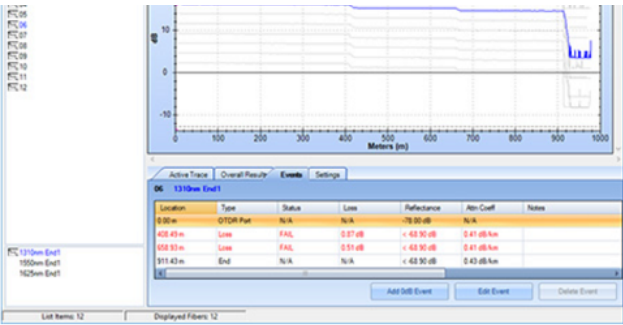 05
06
07
08
09
10
11
12
dB
10
0
-10
0 100 200 300 400 500 600 700 800 900 1000
Meters (m)
Active Trace Overall Results Events Settings
06 1310nm End1
Location Type Status Loss Reflectance Attn Coeff Notes
0.00 m OTDR Port N/A N/A -78.00 dB N/A
408.49 m Loss FAIL 0.87 dB < -68.90 dB 0.41 dB/km
658.93 m Loss FAIL 0.51 dB < -68.90 dB 0.41 dB/km
911.43 m End N/A N/A < -68.90 dB 0.43 dB/km
1310nm End1
1550nm End1
1625nm End1
Add 0dB Event Edit Event Delete Event
List Items: 12 Displayed Fibers: 12